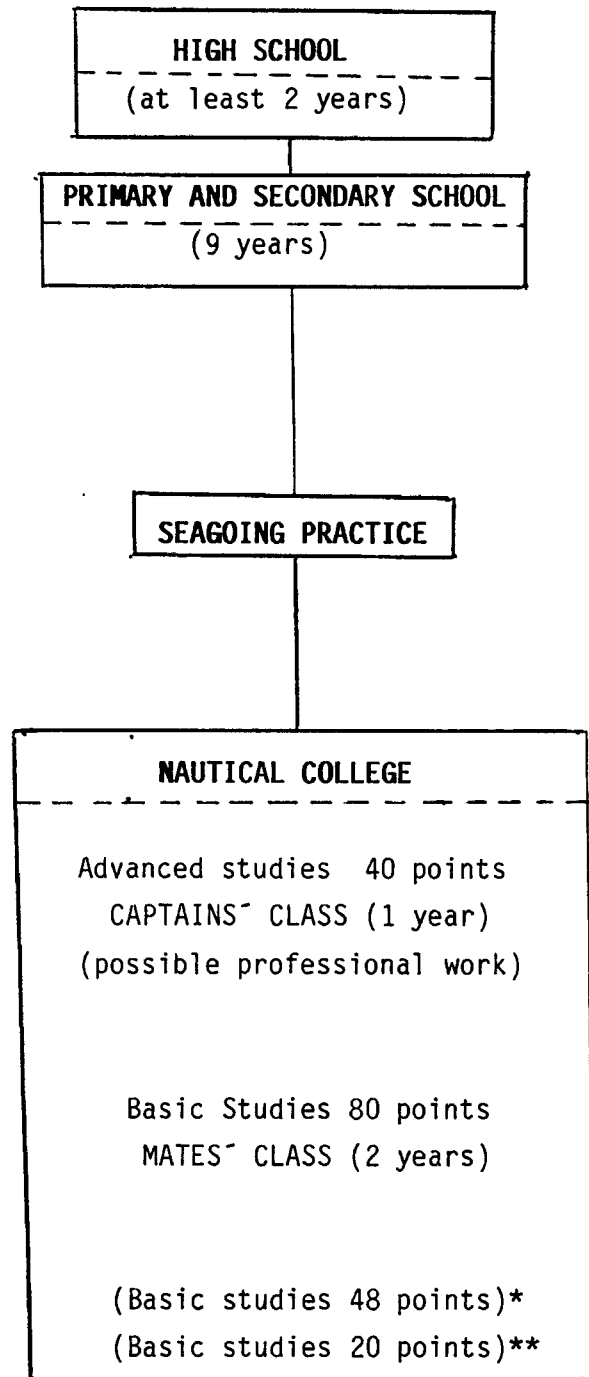 HIGH SCHOOL
(at least 2 years)
PRIMARY AND SECONDARY SCHOOL
(9 years)
SEAGOING PRACTICE
NAUTICAL COLLEGE
Advanced studies 40 points
CAPTAINS´ CLASS (1 year)
(possible professional work)
Basic Studies 80 points
MATES´ CLASS (2 years)
(Basic studies 48 points)*
(Basic studies 20 points)**